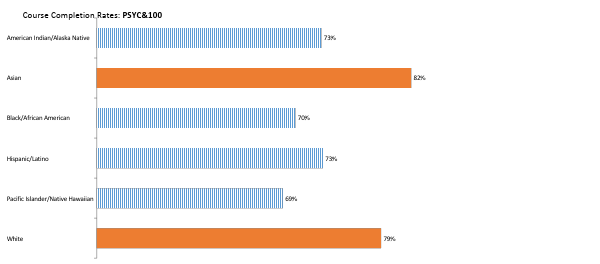 Course Completion Rates: PSYC&100
American Indian/Alaska Native 73%
Asian 82%
Black/African American 70%
Hispanic/Latino 73%
Pacific Islander/Native Hawaiian 69%
White 79%